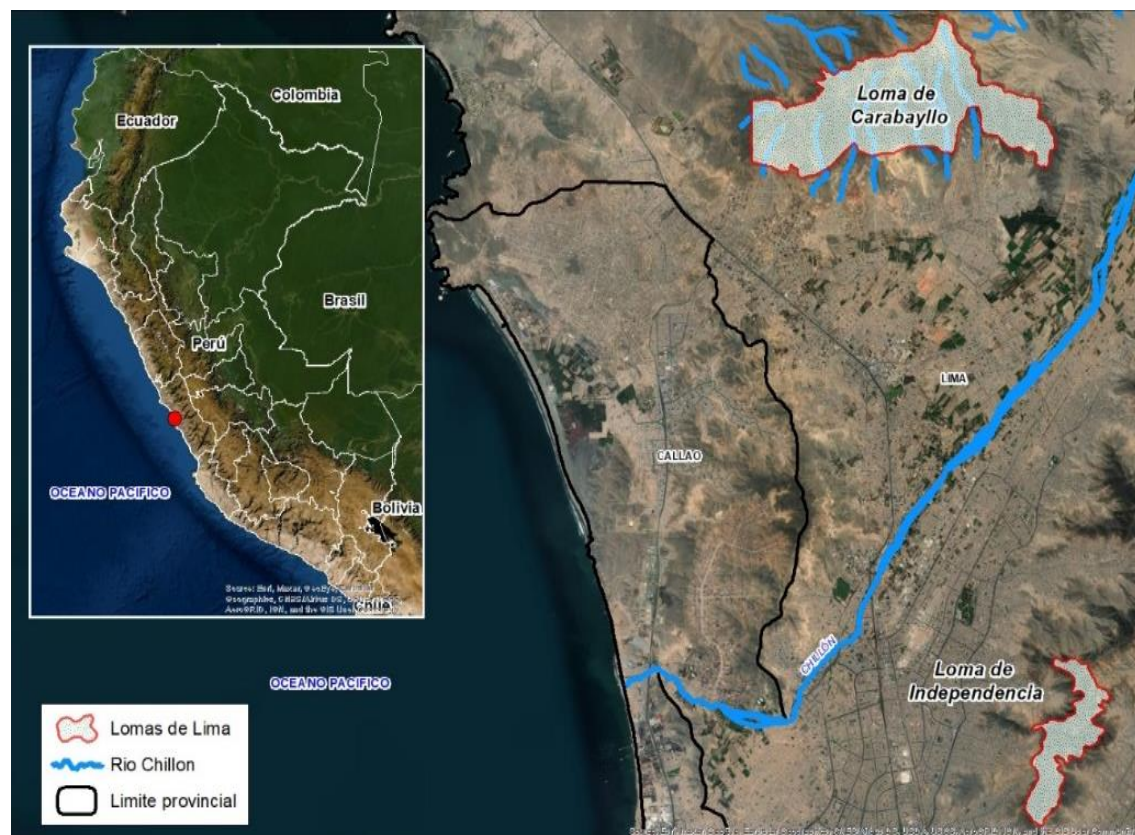 Colombia
Ecuador
Brasil
Perú
OCEANO PACIFICO
Bolivia
Chile
Loma de
Carabayllo
LIMA
CALLAO
CHILLÓN
Loma de
Independencia
OCEANO PACIFICO
Lomas de Lima
Rio Chillon
Limite provincial